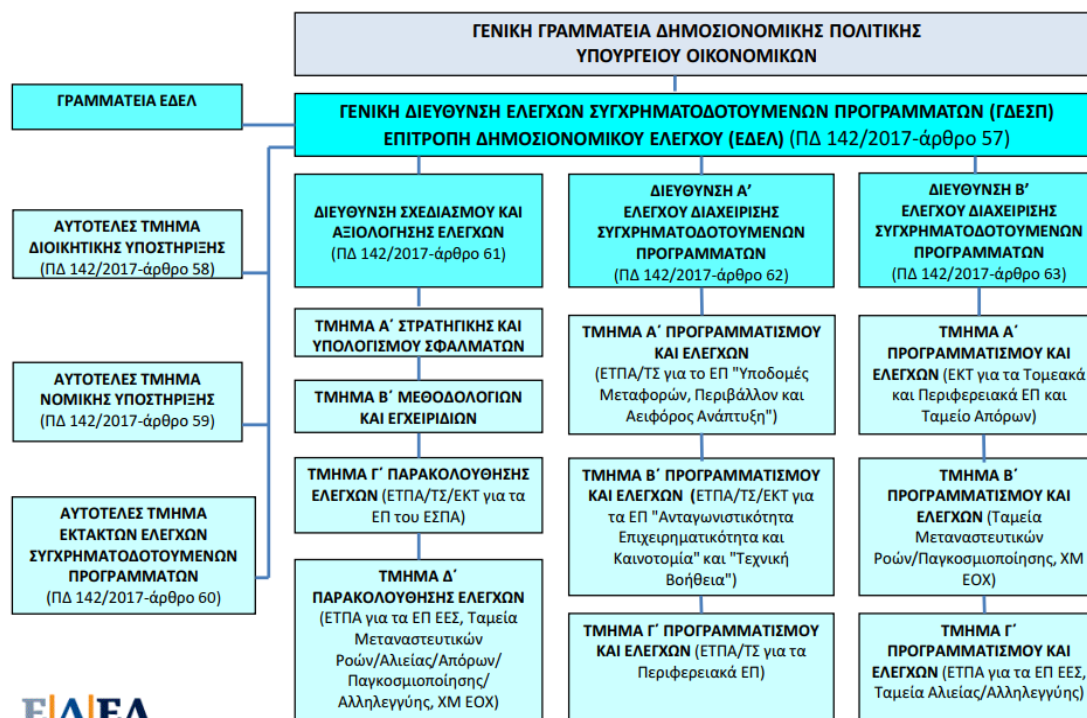 ΓΕΝΙΚΗ ΓΡΑΜΜΑΤΕΙΑ ΔΗΜΟΣΙΟΝΟΜΙΚΗΣ ΠΟΛΙΤΙΚΗΣ
ΥΠΟΥΡΓΕΙΟΥ ΟΙΚΟΝΟΜΙΚΩΝ
ΓΡΑΜΜΑΤΕΙΑ ΕΔΕΛ
ΓΕΝΙΚΗ ΔΙΕΥΘΥΝΣΗ ΕΛΕΓΧΩΝ ΣΥΓΧΡΗΜΑΤΟΔΟΤΟΥΜΕΝΩΝ ΠΡΟΓΡΑΜΜΑΤΩΝ (ΓΔΕΣΠ)
ΕΠΙΤΡΟΠΗ ΔΗΜΟΣΙΟΝΟΜΙΚΟΥ ΕΛΕΓΧΟΥ (ΕΔΕΛ) (ΠΔ 142/2017-άρθρο 57)
ΑΥΤΟΤΕΛΕΣ ΤΜΗΜΑ
ΔΙΟΙΚΗΤΙΚΗΣ ΥΠΟΣΤΗΡΙΞΗΣ
(ΠΔ 142/2017-άρθρο 58)
ΑΥΤΟΤΕΛΕΣ ΤΜΗΜΑ
ΝΟΜΙΚΗΣ ΥΠΟΣΤΗΡΙΞΗΣ
(ΠΔ 142/2017-άρθρο 59)
ΑΥΤΟΤΕΛΕΣ ΤΜΗΜΑ
ΕΚΤΑΚΤΩΝ ΕΛΕΓΧΩΝ
ΣΥΓΧΡΗΜΑΤΟΔΟΤΟΥΜΕΝΩΝ
ΠΡΟΓΡΑΜΜΑΤΩΝ
(ΠΔ 142/2017-άρθρο 60)
ΔΙΕΥΘΥΝΣΗ ΣΧΕΔΙΑΣΜΟΥ ΚΑΙ
ΑΞΙΟΛΟΓΗΣΗΣ ΕΛΕΓΧΩΝ
(ΠΔ 142/2017-άρθρο 61)
ΤΜΗΜΑ Α΄ ΣΤΡΑΤΗΓΙΚΗΣ ΚΑΙ
ΥΠΟΛΟΓΙΣΜΟΥ ΣΦΑΛΜΑΤΩΝ
ΤΜΗΜΑ Β΄ ΜΕΘΟΔΟΛΟΓΙΩΝ
ΚΑΙ ΕΓΧΕΙΡΙΔΙΩΝ
ΤΜΗΜΑ Γ΄ ΠΑΡΑΚΟΛΟΥΘΗΣΗΣ
ΕΛΕΓΧΩΝ (ΕΤΠΑ/ΤΣ/ΕΚΤ για τα
ΕΠ του ΕΣΠΑ)
ΤΜΗΜΑ Δ΄
ΠΑΡΑΚΟΛΟΥΘΗΣΗΣ ΕΛΕΓΧΩΝ
(ΕΤΠΑ για τα ΕΠ ΕΕΣ, Ταμεία
Μεταναστευτικών
Ροών/Αλιείας/Απόρων/
Παγκοσμιοποίησης/
Αλληλεγγύης, ΧΜ ΕΟΧ)
ΔΙΕΥΘΥΝΣΗ Α’
ΕΛΕΓΧΟΥ ΔΙΑΧΕΙΡΙΣΗΣ
ΣΥΓΧΡΗΜΑΤΟΔΟΤΟΥΜΕΝΩΝ
ΠΡΟΓΡΑΜΜΑΤΩΝ
(ΠΔ 142/2017-άρθρο 62)
ΤΜΗΜΑ Α΄ ΠΡΟΓΡΑΜΜΑΤΙΣΜΟΥ
ΚΑΙ ΕΛΕΓΧΩΝ
(ΕΤΠΑ/ΤΣ για το ΕΠ "Υποδομές
Μεταφορών, Περιβάλλον και
Αειφόρος Ανάπτυξη")
ΤΜΗΜΑ Β΄ ΠΡΟΓΡΑΜΜΑΤΙΣΜΟΥ
ΚΑΙ ΕΛΕΓΧΩΝ (ΕΤΠΑ/ΤΣ/ΕΚΤ για
τα ΕΠ "Ανταγωνιστικότητα
Επιχειρηματικότητα και
Καινοτομία" και "Τεχνική
Βοήθεια")
ΤΜΗΜΑ Γ΄ ΠΡΟΓΡΑΜΜΑΤΙΣΜΟΥ
ΚΑΙ ΕΛΕΓΧΩΝ (ΕΤΠΑ/ΤΣ για τα
Περιφερειακά ΕΠ)
ΔΙΕΥΘΥΝΣΗ Β’
ΕΛΕΓΧΟΥ ΔΙΑΧΕΙΡΙΣΗΣ
ΣΥΓΧΡΗΜΑΤΟΔΟΤΟΥΜΕΝΩΝ
ΠΡΟΓΡΑΜΜΑΤΩΝ
(ΠΔ 142/2017-άρθρο 63)
ΤΜΗΜΑ Α΄
ΠΡΟΓΡΑΜΜΑΤΙΣΜΟΥ ΚΑΙ
ΕΛΕΓΧΩΝ (ΕΚΤ για τα Τομεακά
και Περιφερειακά ΕΠ και
Ταμείο Απόρων)
ΤΜΗΜΑ Β΄
ΠΡΟΓΡΑΜΜΑΤΙΣΜΟΥ ΚΑΙ
ΕΛΕΓΧΩΝ (Ταμεία
Μεταναστευτικών
Ροών/Παγκοσμιοποίησης, ΧΜ
ΕΟΧ)
ΤΜΗΜΑ Γ΄
ΠΡΟΓΡΑΜΜΑΤΙΣΜΟΥ ΚΑΙ
ΕΛΕΓΧΩΝ (ΕΤΠΑ για τα ΕΠ ΕΕΣ,
Ταμεία Αλιείας/Αλληλεγγύης)
Ε|Δ|ΕΛ